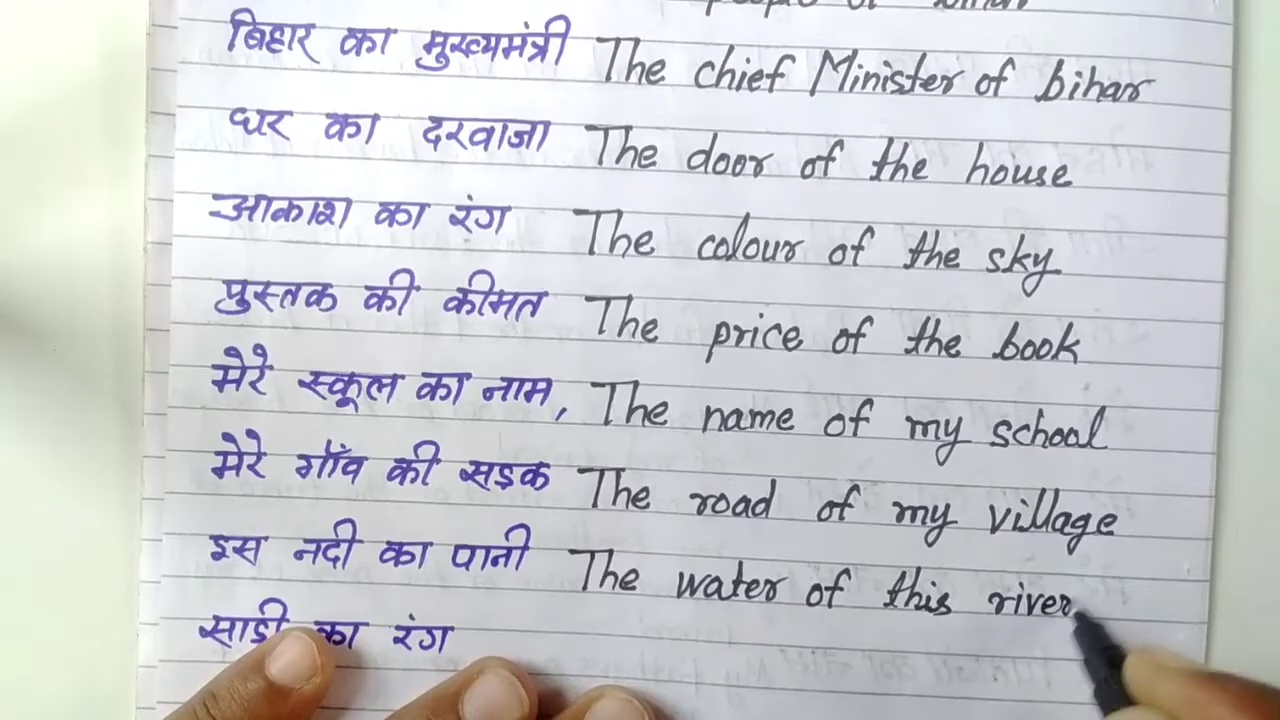 people of
बिहार का मुख्यमंत्री The chief Minister of bihar
घर का दरवाजा The door of the house
आकाश का रंग The colour of the sky
पुस्तक की कीमत The price of the book
मेरे स्कूल का नाम, The name of my school
मेरे गाँव की सड़क The road of my village
इस नदी का पानी The water of this river
साडी का रंग